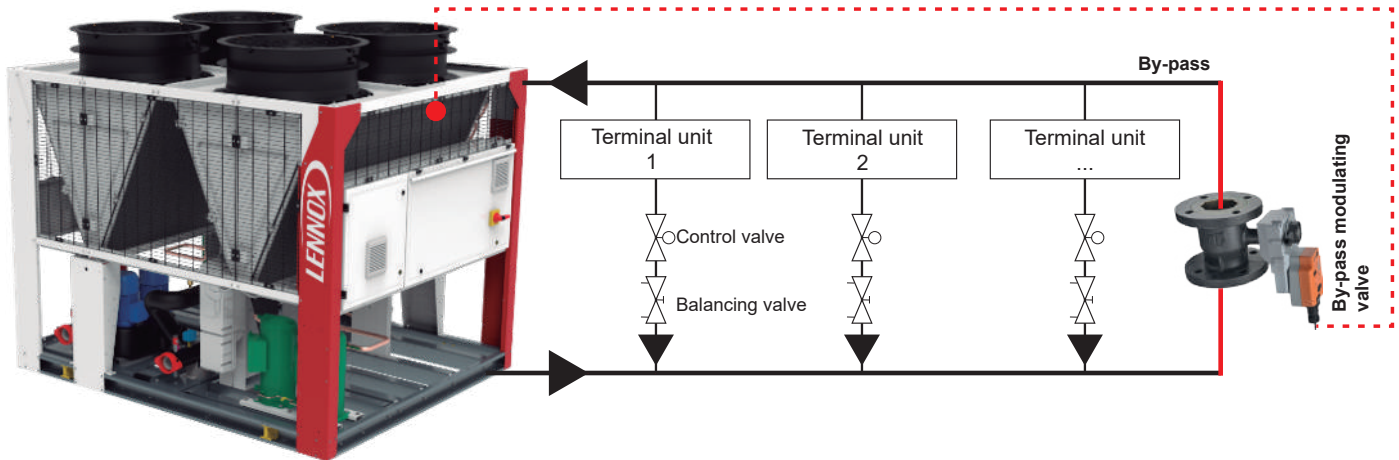 LENNOX
By-pass
Terminal unit
1
Terminal unit
2
Terminal unit
...
Control valve
Balancing valve
By-pass modulating
valve